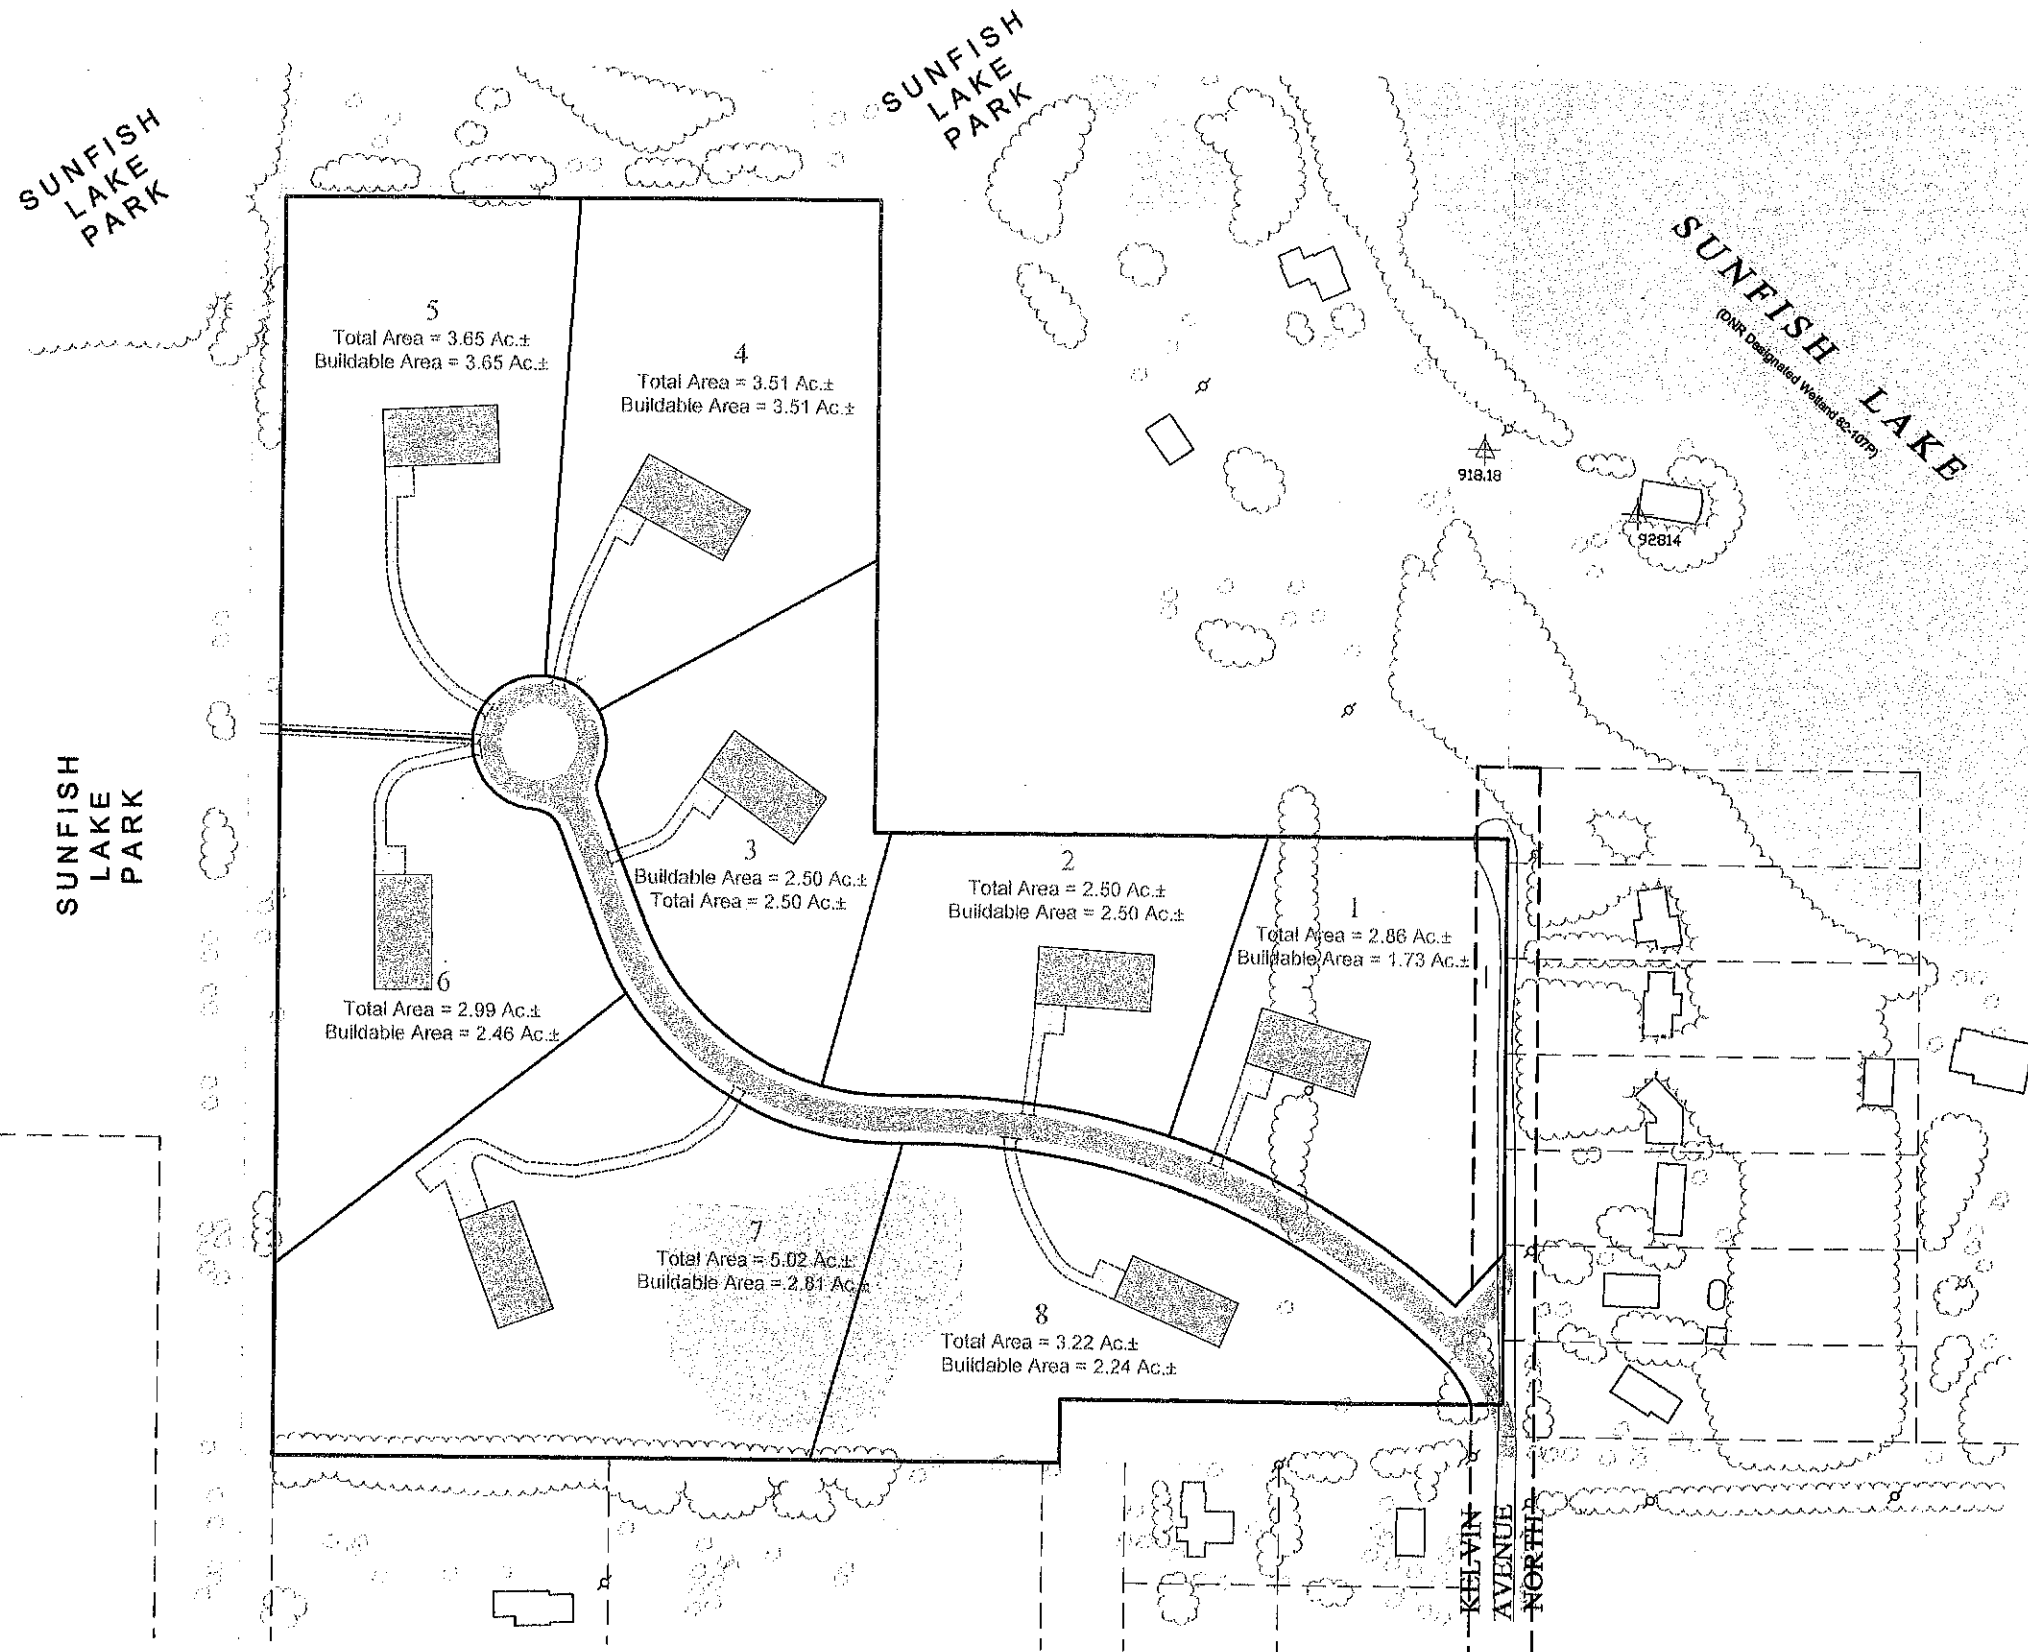 SUNFISH
LAKE
PARK
SUNFISH
LAKE
PARK
SUNFISH LAKE
(DNR Designated Wetland 82-107P)
5
Total Area = 3.65 Ac.±
Buildable Area = 3.65 Ac.±
4
Total Area = 3.51 Ac.±
Buildable Area = 3.51 Ac.±
918.18
92814
SUNFISH
LAKE
PARK
3
Buildable Area = 2.50 Ac.±
Total Area = 2.50 Ac.±
2
Total Area = 2.50 Ac.±
Buildable Area = 2.50 Ac.±
1
Total Area = 2.86 Ac.±
Buildable Area = 1.73 Ac.±
6
Total Area = 2.99 Ac.±
Buildable Area = 2.46 Ac.±
7
Total Area = 5.02 Ac.±
Buildable Area = 2.81 Ac.±
8
Total Area = 3.22 Ac.±
Buildable Area = 2.24 Ac.±
KELVIN
AVENUE
NORTH